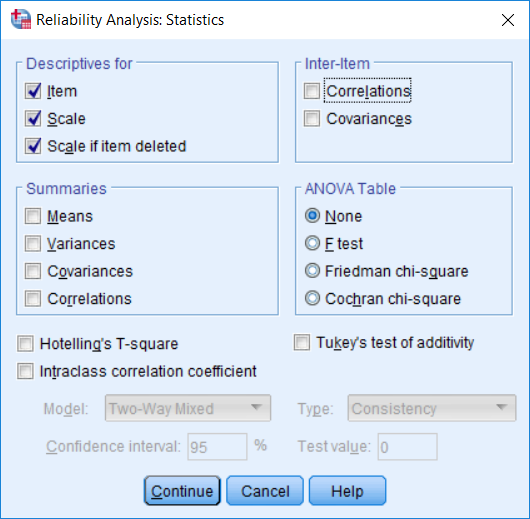 Reliability Analysis: Statistics
Descriptives for
Item
Scale
Scale if item deleted
Inter-Item
Correlations
Covariances
Summaries
Means
Variances
Covariances
Correlations
ANOVA Table
None
F test
Friedman chi-square
Cochran chi-square
Hotelling's T-square
Tukey's test of additivity
Intraclass correlation coefficient
Model: Two-Way Mixed
Type: Consistency
Confidence interval: 95 %
Test value: 0
Continue
Cancel
Help